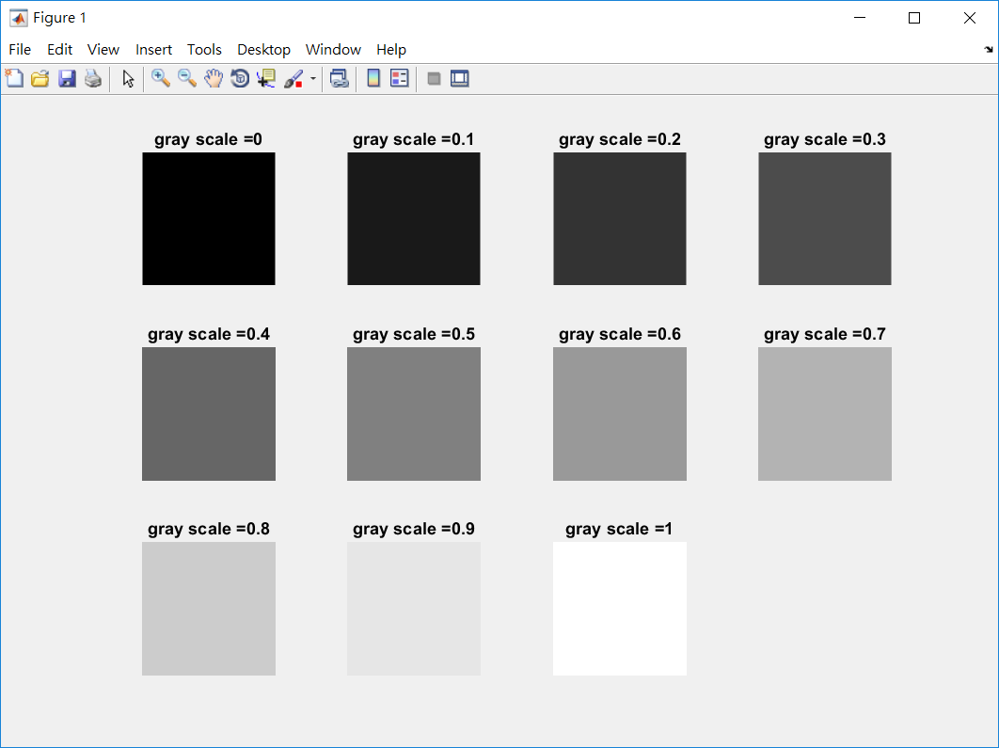 Figure 1
File Edit View Insert Tools Desktop Window Help
gray scale =0 gray scale =0.1 gray scale =0.2 gray scale =0.3
gray scale =0.4 gray scale =0.5 gray scale =0.6 gray scale =0.7
gray scale =0.8 gray scale =0.9 gray scale =1